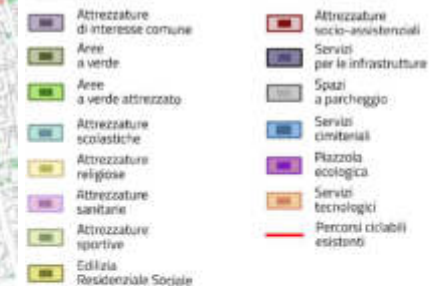 Attrezzature
di interesse comune
Aree
a verde
Aree
a verde attrezzato
Attrezzature
scolastiche
Attrezzature
religiose
Attrezzature
sanitarie
Attrezzature
sportive
Edilizia
Residenziale Sociale
Attrezzature
socio-assistenziali
Servizi
per le infrastrutture
Spazi
a parcheggio
Servizi
cimiteriali
Piazzola
ecologica
Servizi
tecnologici
Percorsi ciclabili
esistenti